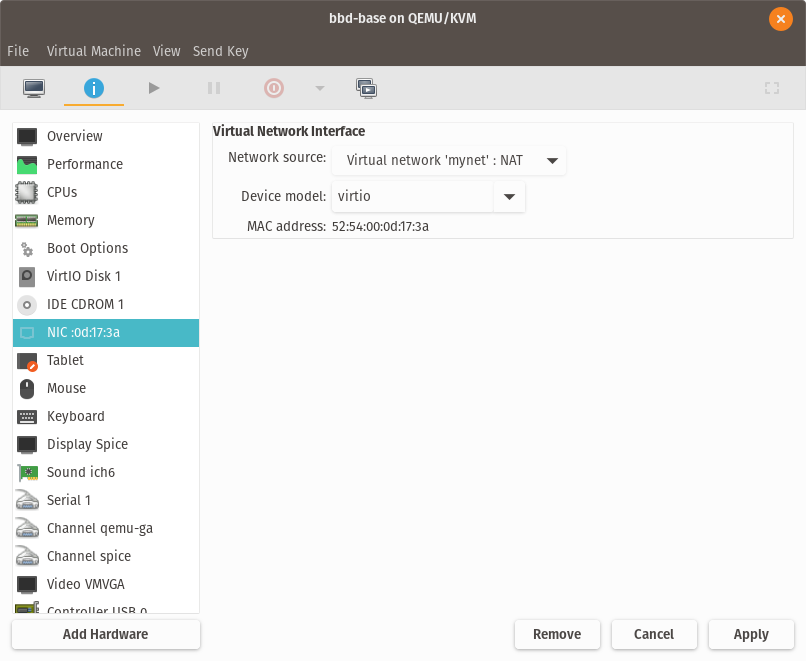 bbd-base on QEMU/KVM
File Virtual Machine View Send Key
Overview
Performance
CPUs
Memory
Boot Options
VirtIO Disk 1
IDE CDROM 1
NIC :0d:17:3a
Tablet
Mouse
Keyboard
Display Spice
Sound ich6
Serial 1
Channel qemu-ga
Channel spice
Video VMVGA
Controller USB 0
Add Hardware
Virtual Network Interface
Network source: Virtual network 'mynet' : NAT
Device model: virtio
MAC address: 52:54:00:0d:17:3a
Remove Cancel Apply